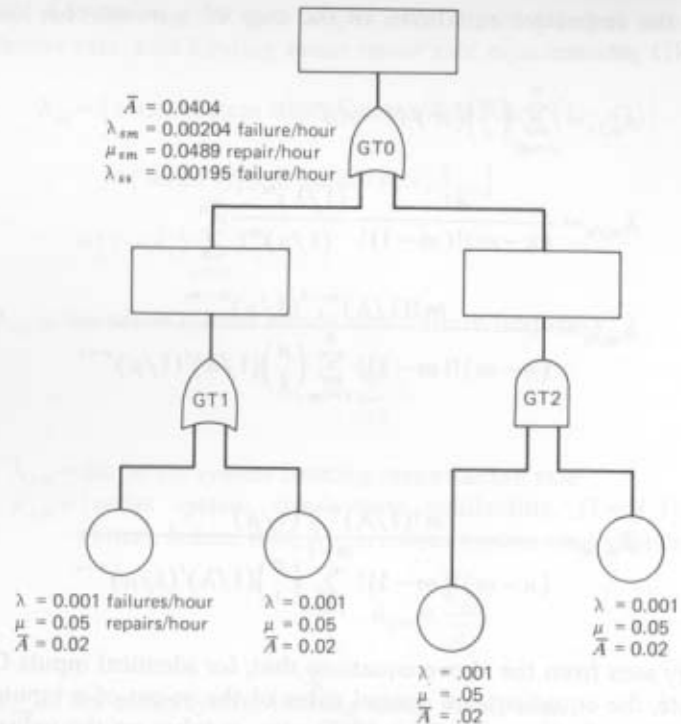 A̅ = 0.0404
λsm = 0.00204 failure/hour
μsm = 0.0489 repair/hour
λss = 0.00195 failure/hour
GT0
GT1
GT2
λ = 0.001 failures/hour
μ = 0.05 repairs/hour
A̅ = 0.02
λ = 0.001
μ = 0.05
A̅ = 0.02
λ = .001
μ = .05
A̅ = .02
λ = 0.001
μ = 0.05
A̅ = 0.02